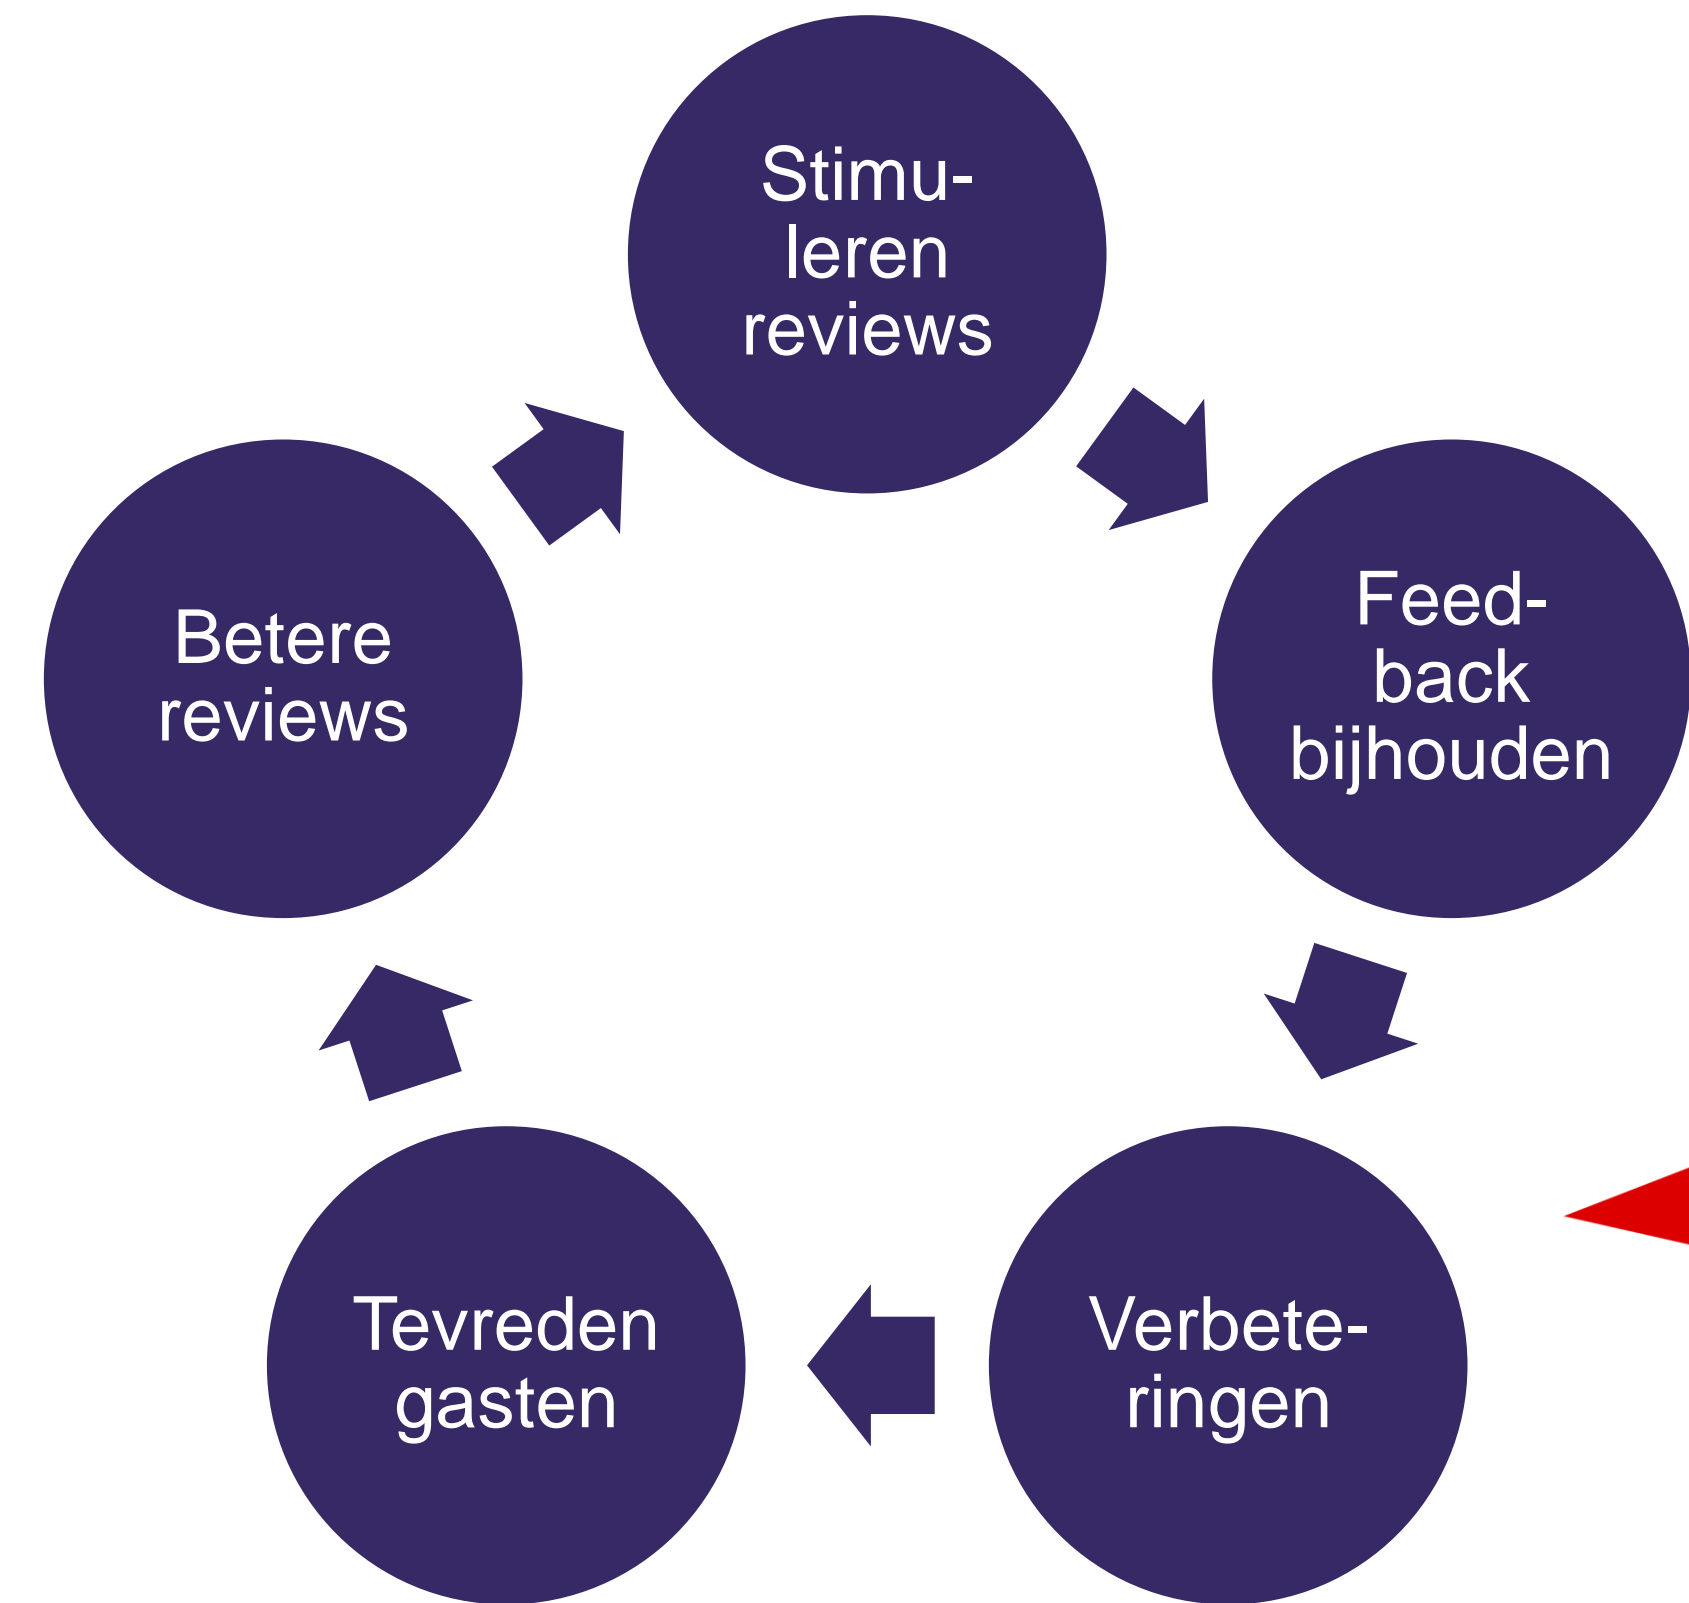 Stimu-
leren
reviews
Feed-
back
bijhouden
Verbete-
ringen
Tevreden
gasten
Betere
reviews